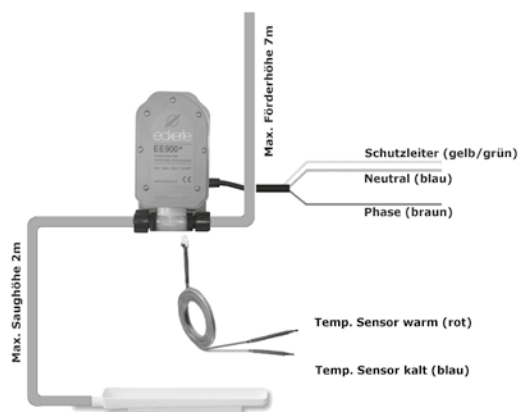 Max. Förderhöhe 7m
eckerle
EE900
Schutzleiter (gelb/grün)
Neutral (blau)
Phase (braun)
Max. Saughöhe 2m
Temp. Sensor warm (rot)
Temp. Sensor kalt (blau)